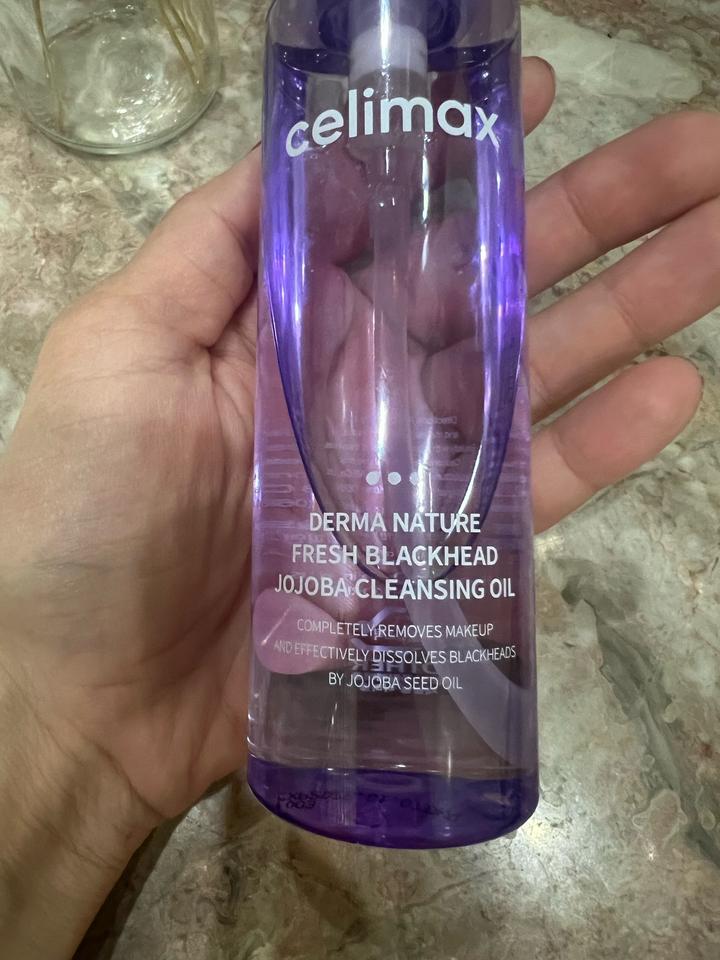 celimax
DERMA NATURE
FRESH BLACKHEAD
JOJOBA CLEANSING OIL
COMPLETELY REMOVES MAKEUP
AND EFFECTIVELY DISSOLVES BLACKHEADS
BY JOJOBA SEED OIL